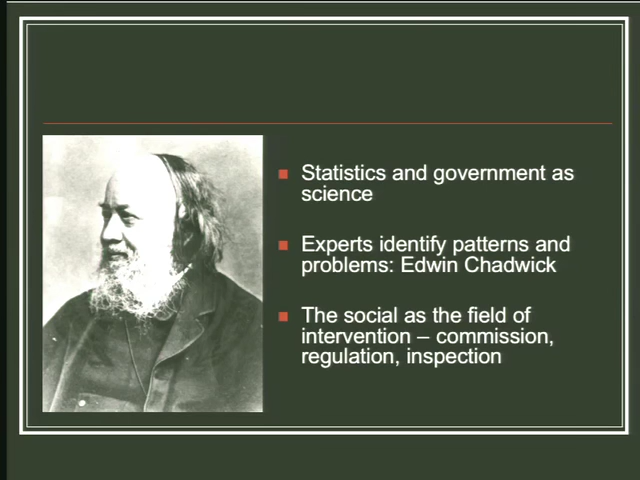 Statistics and government as
science
Experts identify patterns and
problems: Edwin Chadwick
The social as the field of
intervention – commission,
regulation, inspection